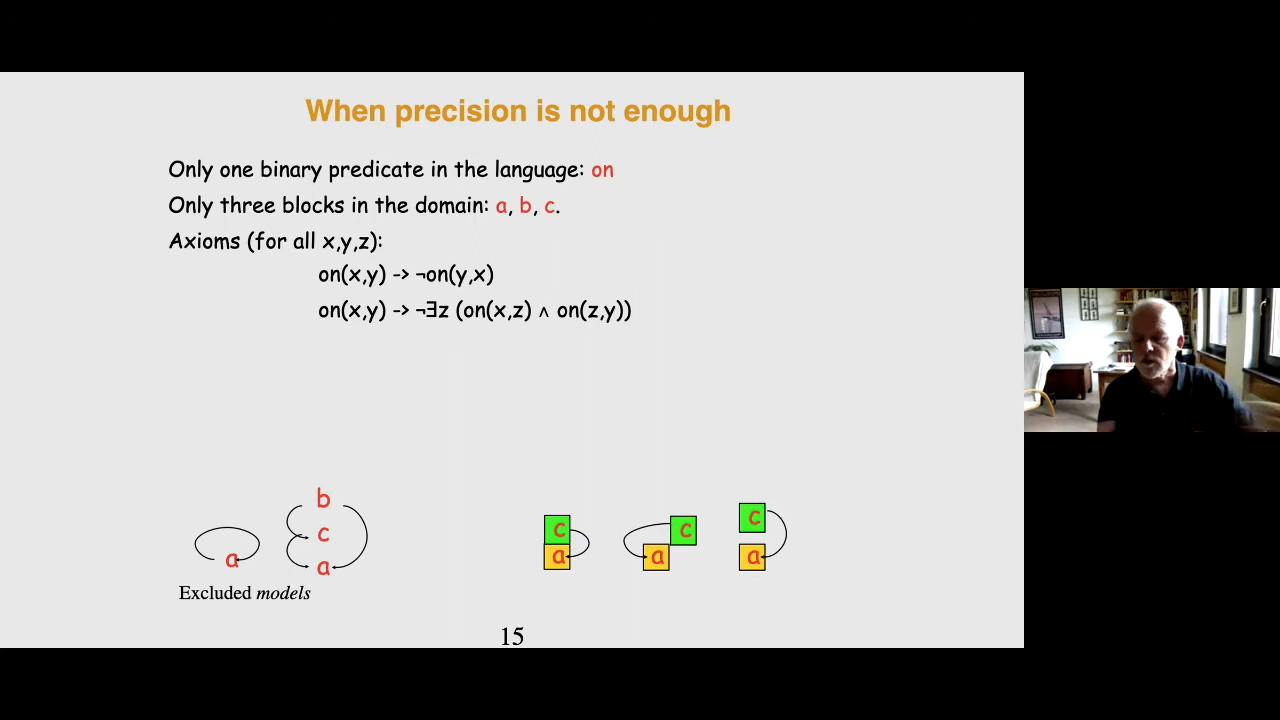 When precision is not enough
Only one binary predicate in the language: on
Only three blocks in the domain: a, b, c.
Axioms (for all x,y,z):
on(x,y) -> ¬on(y,x)
on(x,y) -> ¬∃z (on(x,z) ∧ on(z,y))
b
c
a
a
Excluded models
c
a
c
a
c
a
15